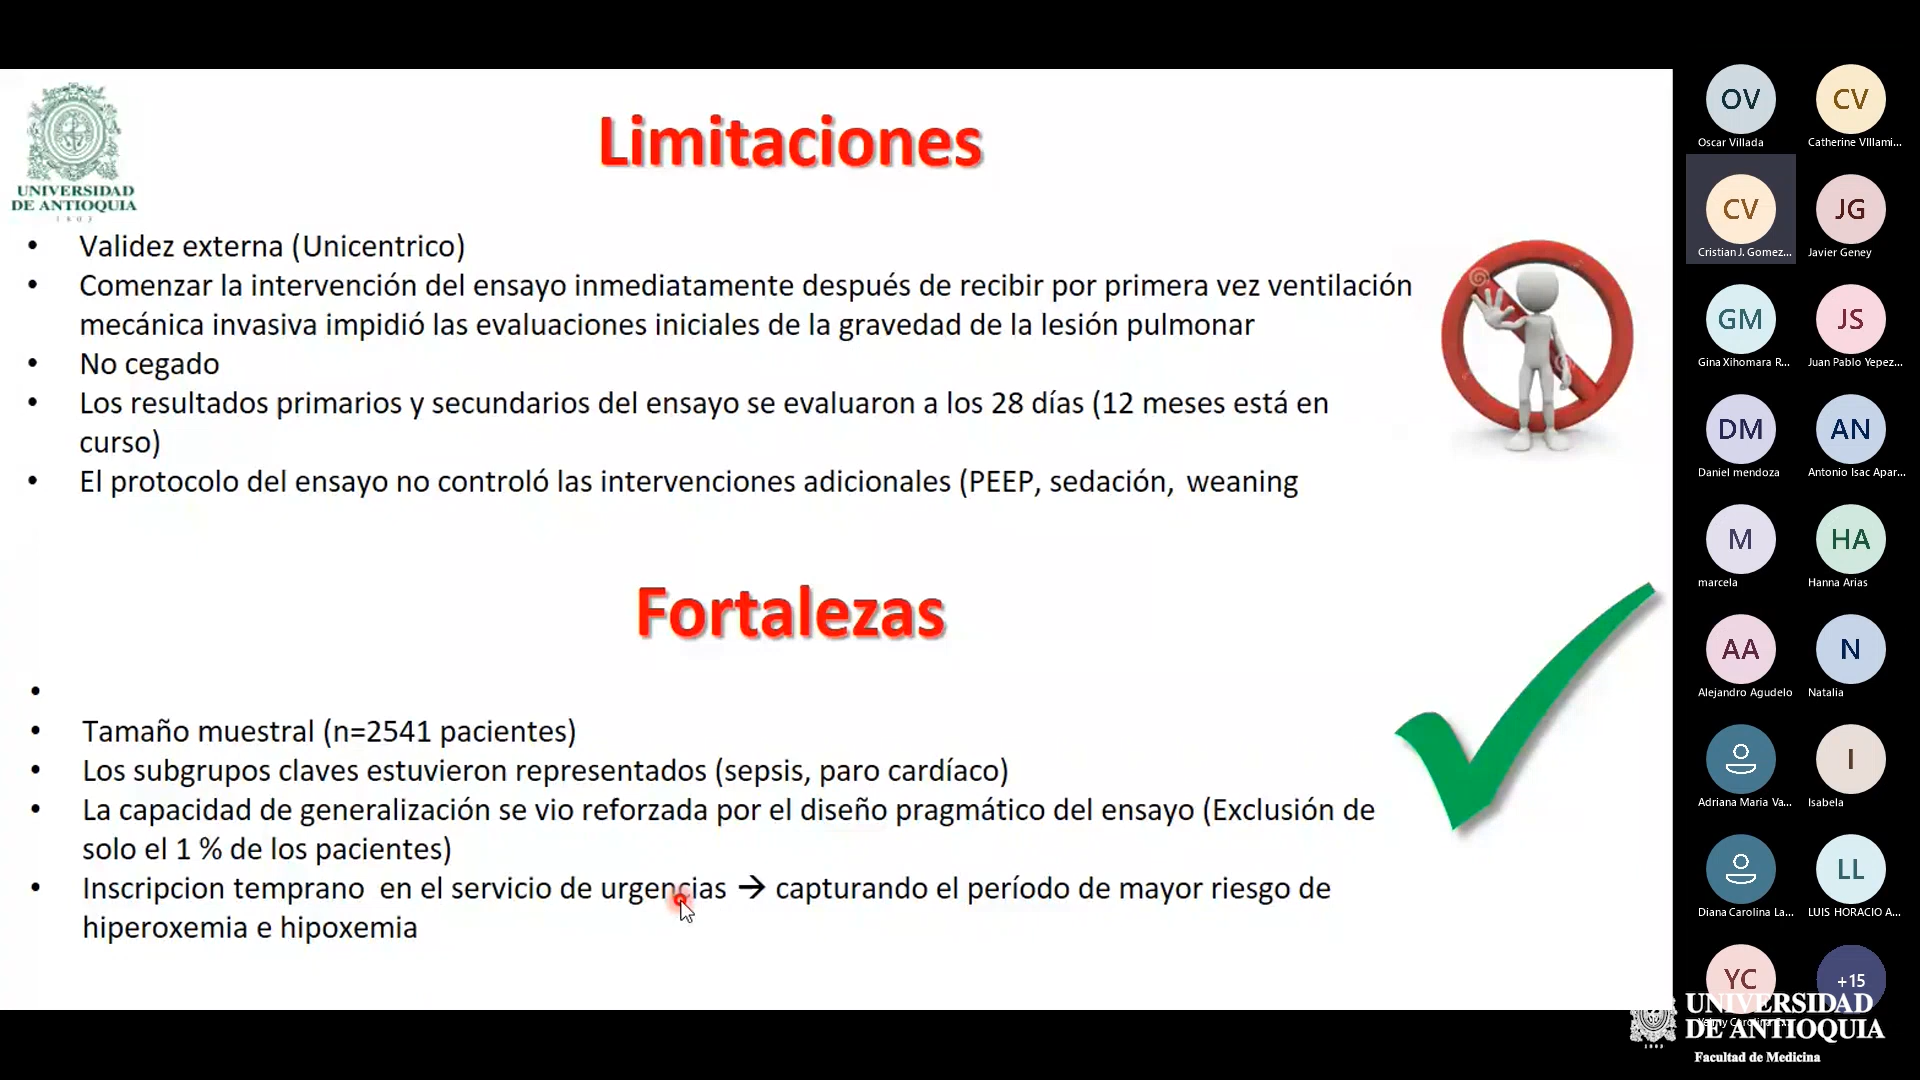 UNIVERSIDAD
DE ANTIOQUIA
1803
Limitaciones
• Validez externa (Unicentrico)
• Comenzar la intervención del ensayo inmediatamente después de recibir por primera vez ventilación
mecánica invasiva impidió las evaluaciones iniciales de la gravedad de la lesión pulmonar
• No cegado
• Los resultados primarios y secundarios del ensayo se evaluaron a los 28 días (12 meses está en
curso)
• El protocolo del ensayo no controló las intervenciones adicionales (PEEP, sedación, weaning
Fortalezas
•
• Tamaño muestral (n=2541 pacientes)
• Los subgrupos claves estuvieron representados (sepsis, paro cardíaco)
• La capacidad de generalización se vio reforzada por el diseño pragmático del ensayo (Exclusión de
solo el 1 % de los pacientes)
• Inscripcion temprano en el servicio de urgencias → capturando el período de mayor riesgo de
hiperoxemia e hipoxemia
OV CV
Oscar Villada Catherine VIllami...
CV JG
Cristian J. Gomez... Javier Geney
GM JS
Gina Xihomara R... Juan Pablo Yepez...
DM AN
Daniel mendoza Antonio Isac Apar...
M HA
marcela Hanna Arias
AA N
Alejandro Agudelo Natalia
I
Adriana Maria Va... Isabela
LL
Diana Carolina La... LUIS HORACIO A...
YC +15
UNIVERSIDAD
DE ANTIOQUIA
1803
Facultad de Medicina